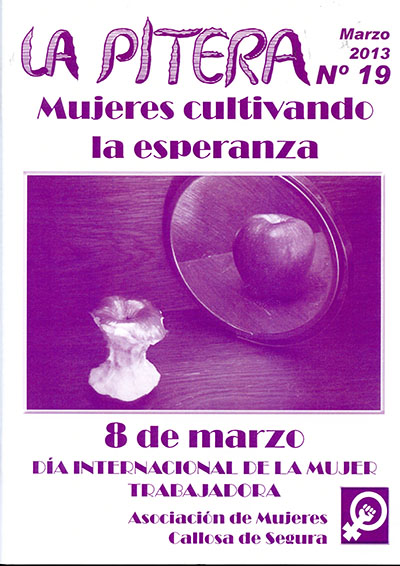 LA PITERA
Marzo
2013
Nº 19
Mujeres cultivando
la esperanza
8 de marzo
DÍA INTERNACIONAL DE LA MUJER
TRABAJADORA
Asociación de Mujeres
Callosa de Segura